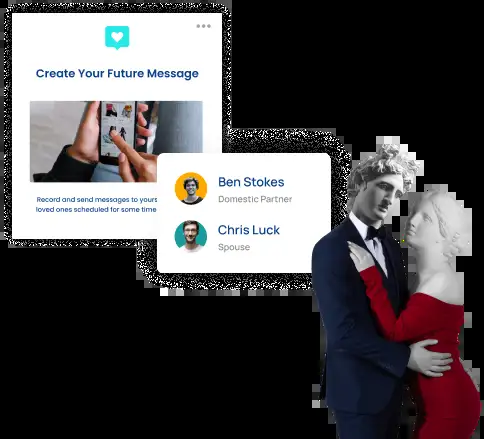 Create Your Future Message
Record and send messages to yours
loved ones scheduled for some time
Ben Stokes
Domestic Partner
Chris Luck
Spouse